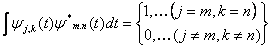 ∫ψ_{j,k}(t)ψ*_{m.n}(t)dt = {1,...(j = m, k = n)
0,...(j ≠ m, k ≠ n)